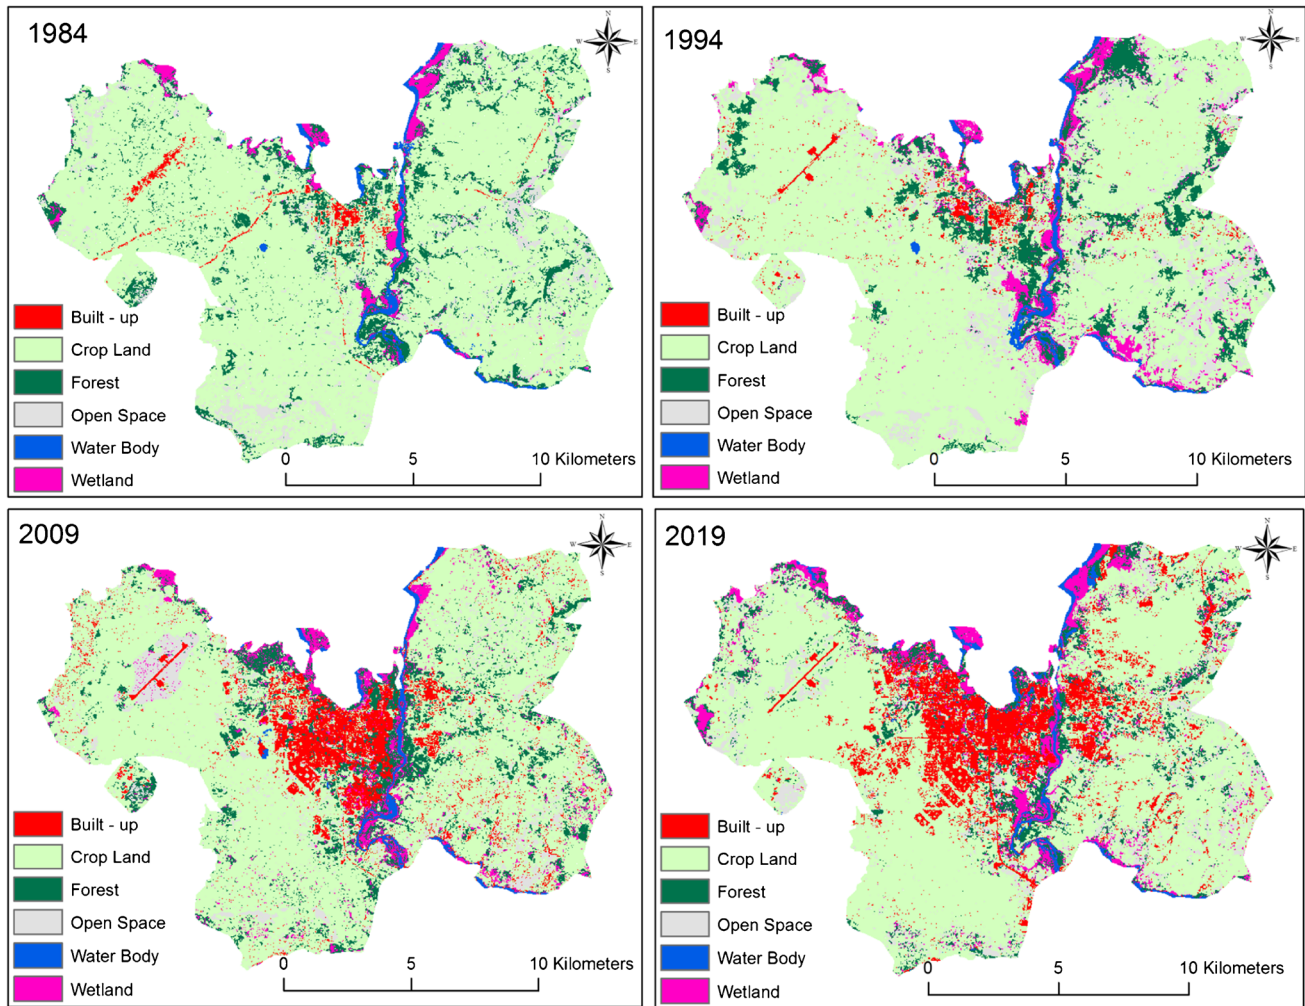 1984
N
W
E
S
Built - up
Crop Land
Forest
Open Space
Water Body
Wetland
0
5
10 Kilometers
1994
N
W
E
S
Built - up
Crop Land
Forest
Open Space
Water Body
Wetland
0
5
10 Kilometers
2009
N
W
E
S
Built - up
Crop Land
Forest
Open Space
Water Body
Wetland
0
5
10 Kilometers
2019
N
W
E
S
Built - up
Crop Land
Forest
Open Space
Water Body
Wetland
0
5
10 Kilometers